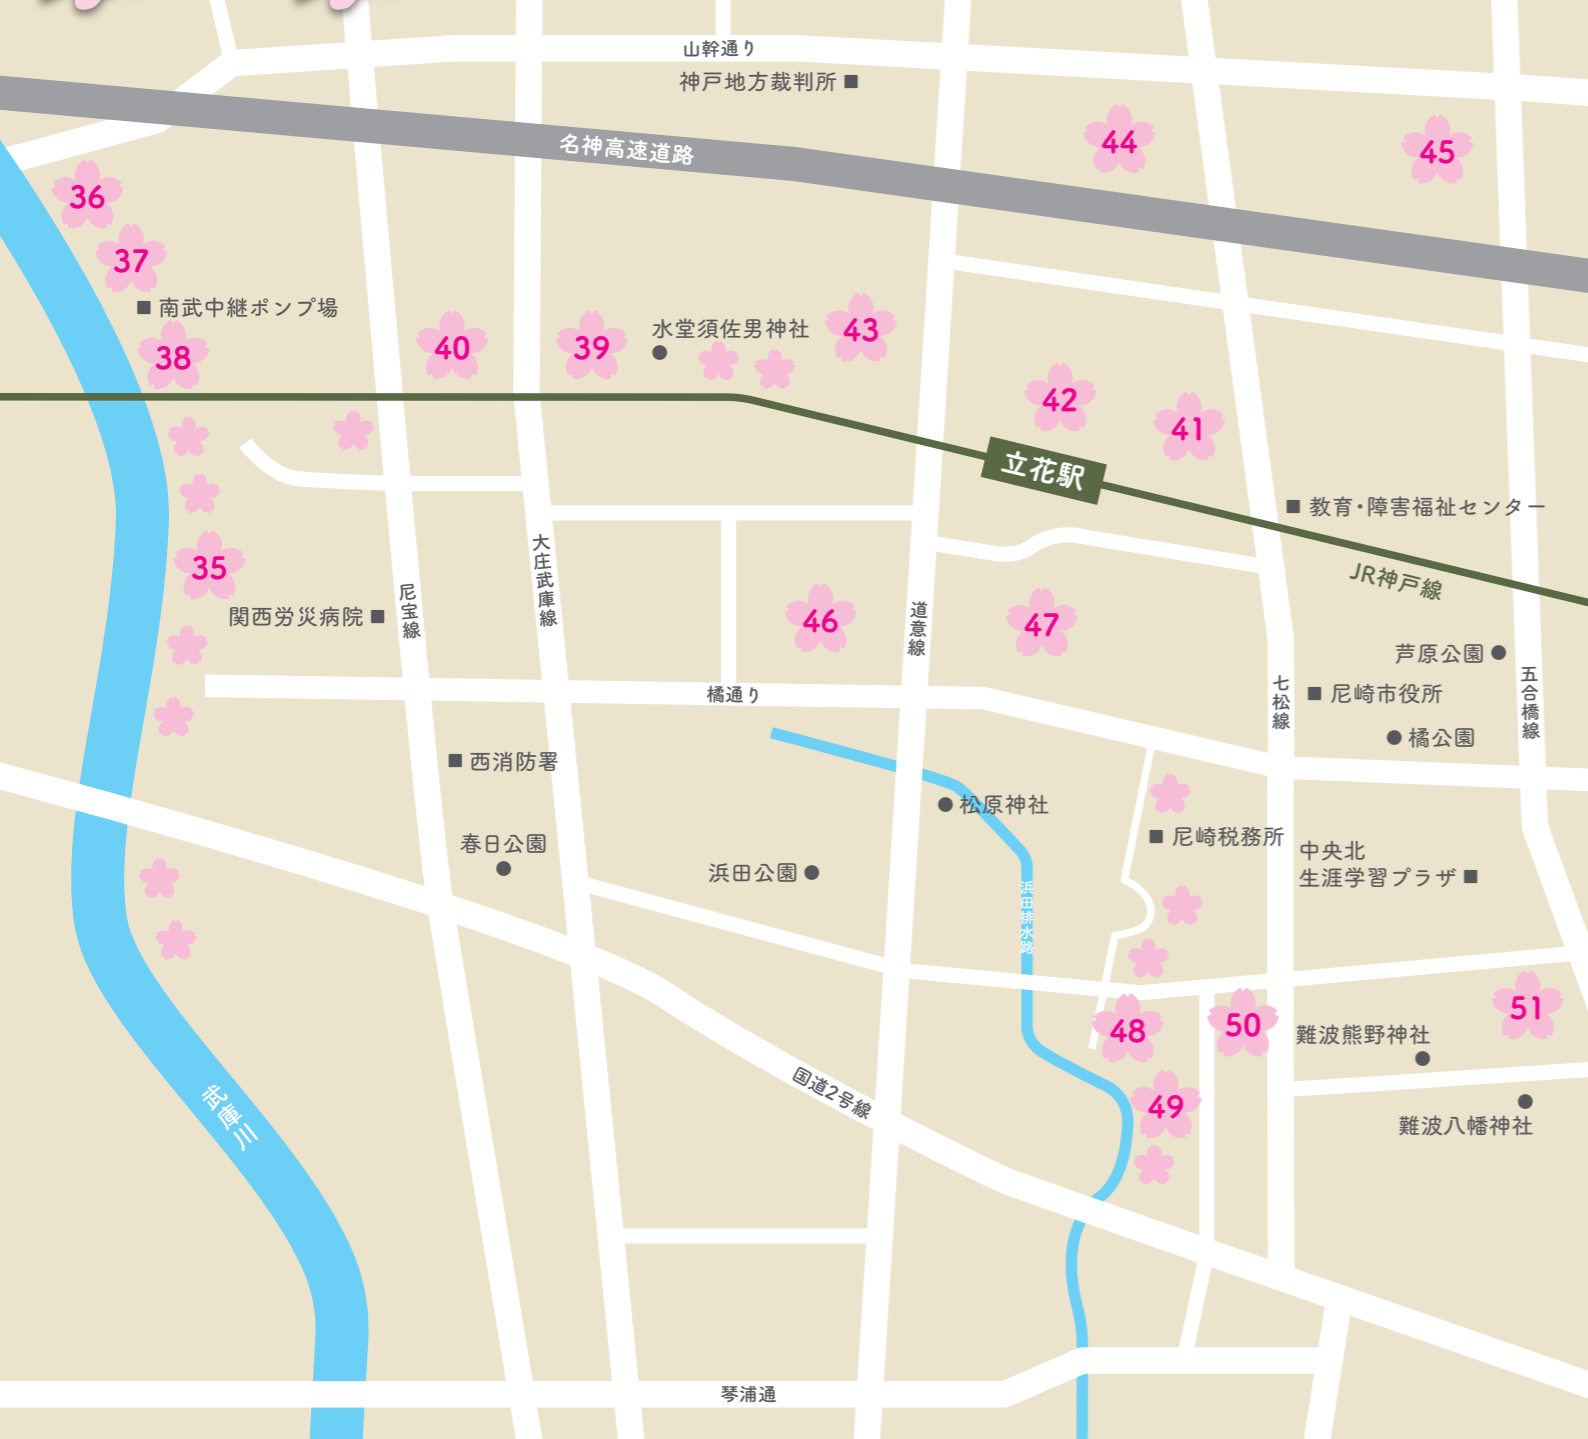 山幹通り
神戸地方裁判所
名神高速道路
44
45
36
37
南武中継ポンプ場
38
40
39
水堂須佐男神社
43
42
41
立花駅
教育・障害福祉センター
JR神戸線
35
関西労災病院
尼宝線
大庄武庫線
46
道意線
47
芦原公園
七松線
尼崎市役所
五合橋線
橘公園
橘通り
西消防署
松原神社
尼崎税務所
春日公園
浜田公園
中央北
生涯学習プラザ
浜田排水路
48
50
51
難波熊野神社
49
難波八幡神社
国道2号線
武庫川
琴浦通